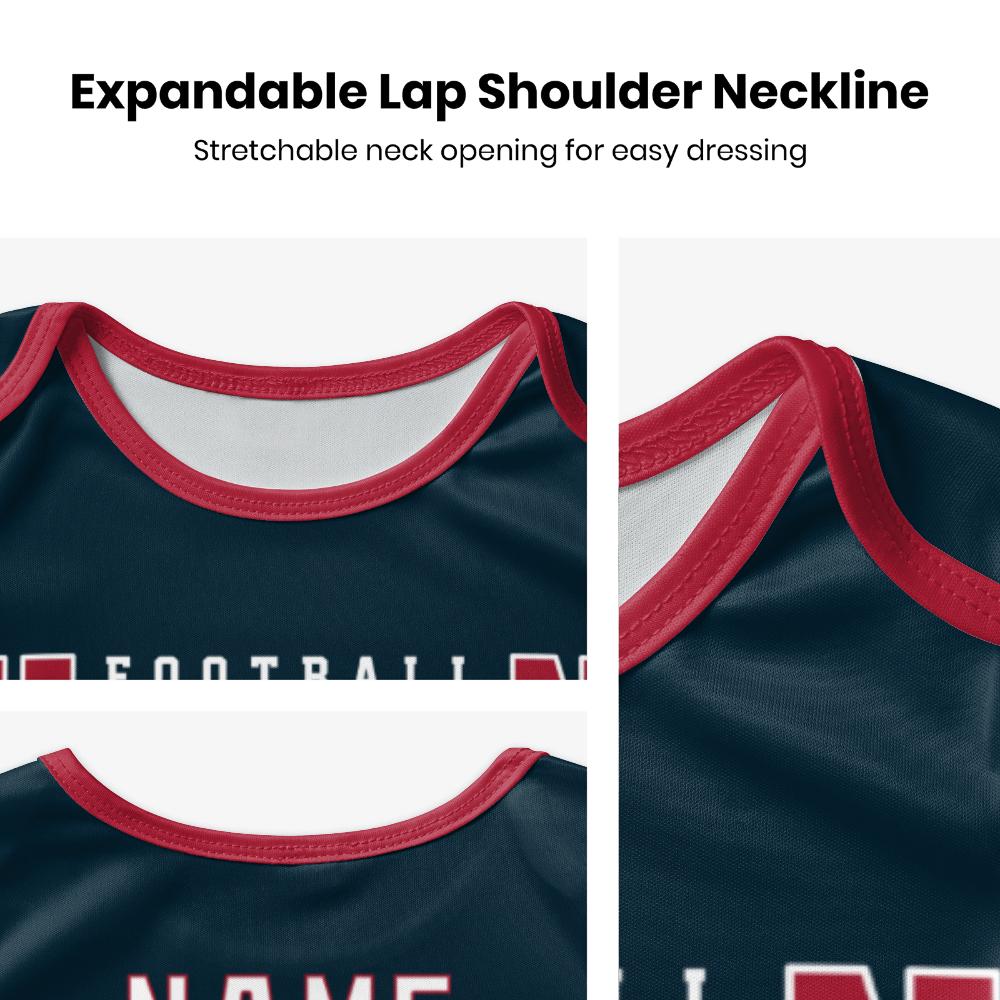 Expandable Lap Shoulder Neckline
Stretchable neck opening for easy dressing
FOOTBALL
NAME